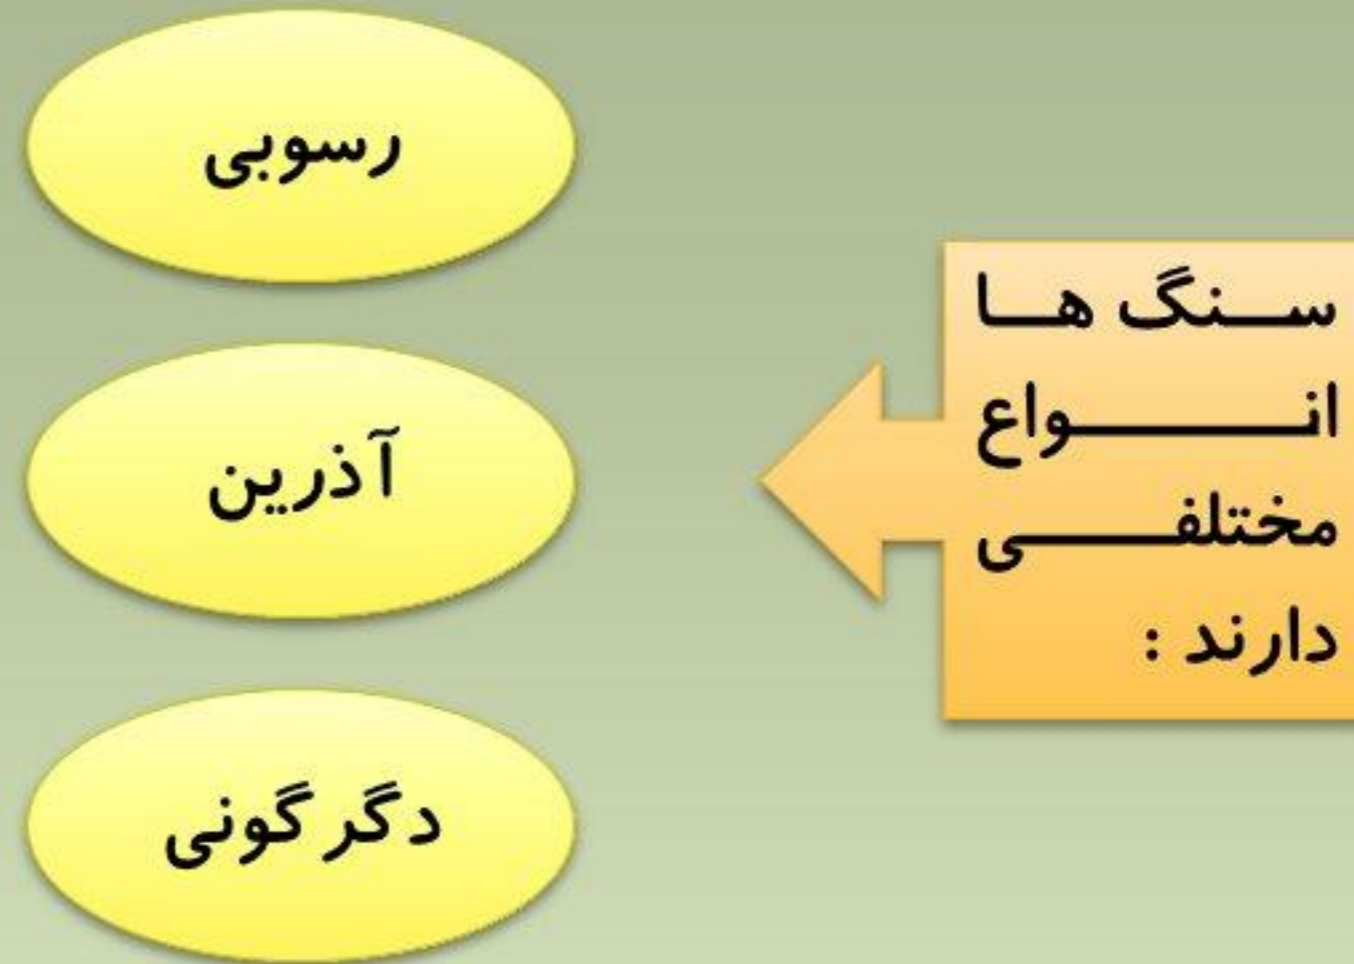 سنگ ها
انواع
مختلفی
دارند :
رسوبی
آذرین
دگرگونی